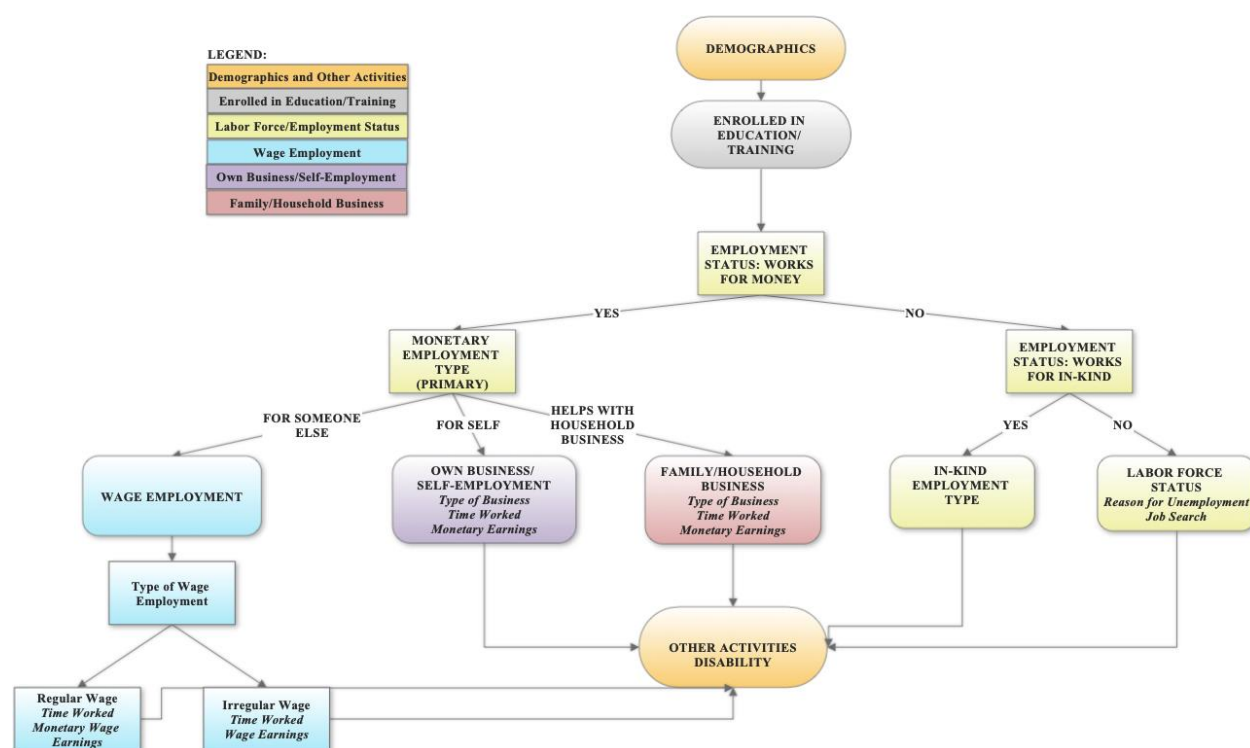 DEMOGRAPHICS
LEGEND:
Demographics and Other Activities
Enrolled in Education/Training
Labor Force/Employment Status
Wage Employment
Own Business/Self-Employment
Family/Household Business
ENROLLED IN
EDUCATION/
TRAINING
EMPLOYMENT
STATUS: WORKS
FOR MONEY
YES
NO
MONETARY
EMPLOYMENT
TYPE
(PRIMARY)
EMPLOYMENT
STATUS: WORKS
FOR IN-KIND
FOR SOMEONE
ELSE
FOR SELF
HELPS WITH
HOUSEHOLD
BUSINESS
YES
NO
WAGE EMPLOYMENT
OWN BUSINESS/
SELF-EMPLOYMENT
Type of Business
Time Worked
Monetary Earnings
FAMILY/HOUSEHOLD
BUSINESS
Type of Business
Time Worked
Monetary Earnings
IN-KIND
EMPLOYMENT
TYPE
LABOR FORCE
STATUS
Reason for Unemployment
Job Search
Type of Wage
Employment
OTHER ACTIVITIES
DISABILITY
Regular Wage
Time Worked
Monetary Wage
Earnings
Irregular Wage
Time Worked
Wage Earnings